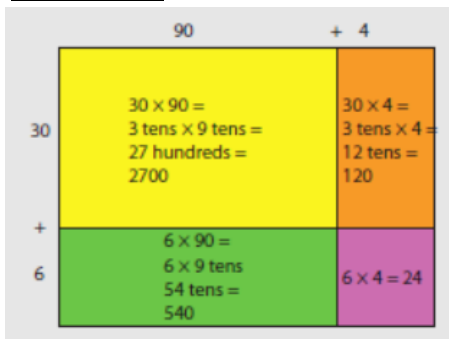 90 + 4
30
+
6
30 × 90 =
3 tens × 9 tens =
27 hundreds =
2700
30 × 4 =
3 tens × 4 =
12 tens =
120
6 × 90 =
6 × 9 tens
54 tens =
540
6 × 4 = 24